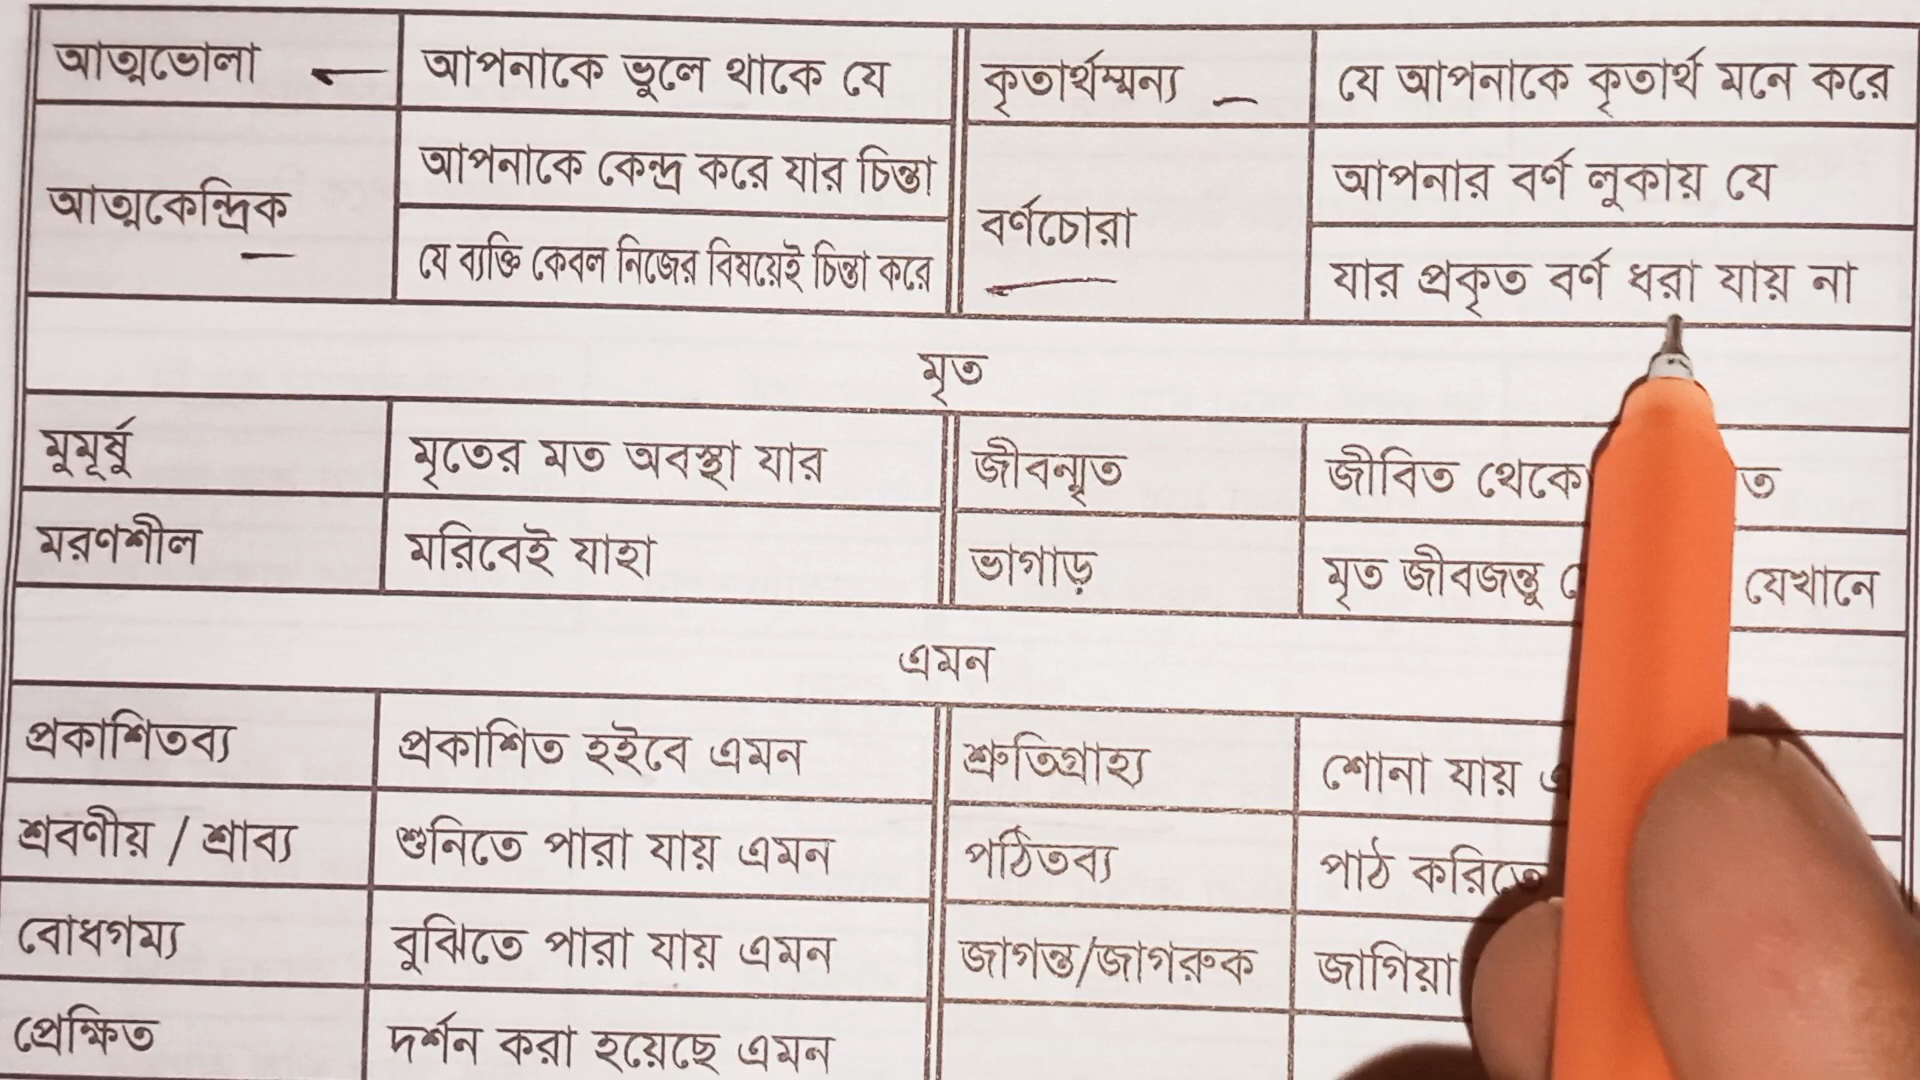 আত্মভোলা আপনাকে ভুলে থাকে যে কৃতার্থম্মন্য যে আপনাকে কৃতার্থ মনে করে
আত্মকেন্দ্রিক আপনাকে কেন্দ্র করে যার চিন্তা বর্ণচোরা আপনার বর্ণ লুকায় যে
যে ব্যক্তি কেবল নিজের বিষয়েই চিন্তা করে যার প্রকৃত বর্ণ ধরা যায় না
মৃত
মুমূর্ষু মৃতের মত অবস্থা যার জীবন্মৃত জীবিত থেকে
মরণশীল মরিবেই যাহা ভাগাড় মৃত জীবজন্তু যেখানে
এমন
প্রকাশিতব্য প্রকাশিত হইবে এমন শ্রুতিগ্রাহ্য শোনা যায়
শ্রবণীয় / শ্রাব্য শুনিতে পারা যায় এমন পঠিতব্য পাঠ করিতে
বোধগম্য বুঝিতে পারা যায় এমন জাগন্ত/জাগরুক জাগিয়া
প্রেক্ষিত দর্শন করা হয়েছে এমন